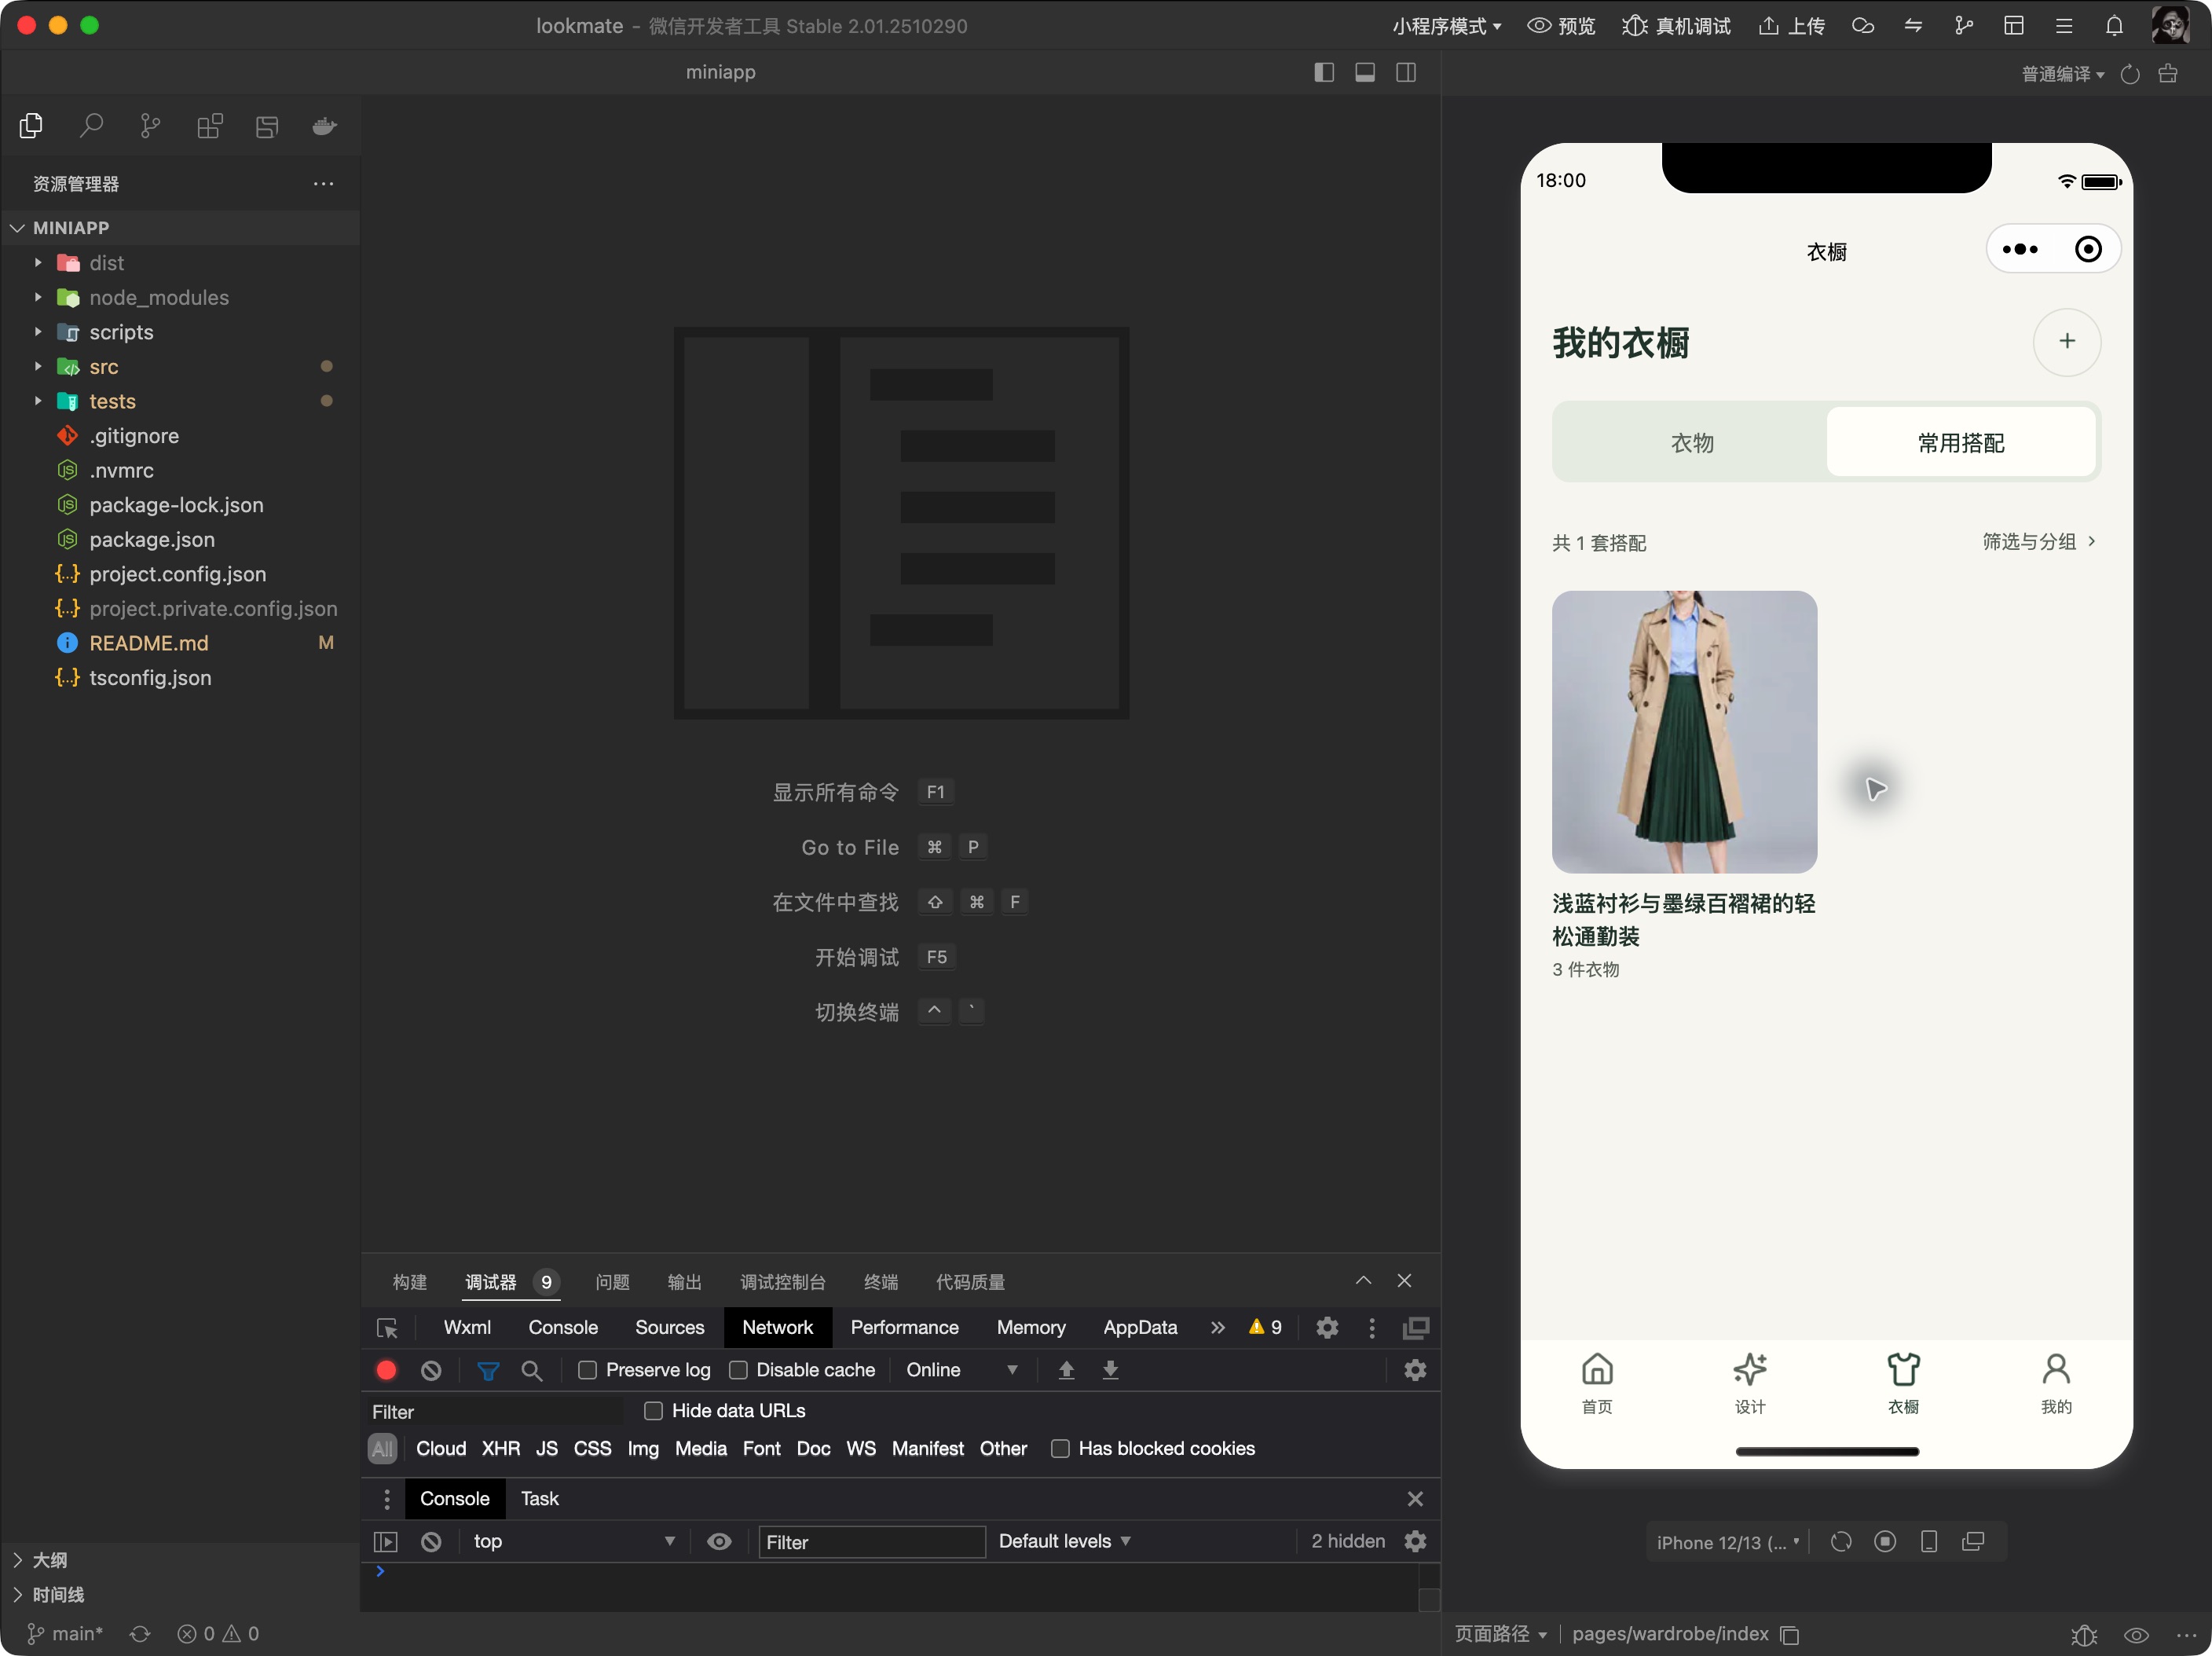 lookmate - 微信开发者工具 Stable 2.01.2510290
小程序模式
预览
真机调试
上传
miniapp
普通编译
资源管理器
MINIAPP
dist
node_modules
scripts
src
tests
.gitignore
.nvmrc
package-lock.json
package.json
project.config.json
project.private.config.json
README.md M
tsconfig.json
大纲
时间线
main*
0 0
显示所有命令 F1
Go to File ⌘ P
在文件中查找 ⇧ ⌘ F
开始调试 F5
切换终端 ^ `
构建 调试器 9 问题 输出 调试控制台 终端 代码质量
Wxml Console Sources Network Performance Memory AppData » 9
Preserve log Disable cache Online
Filter Hide data URLs
All Cloud XHR JS CSS Img Media Font Doc WS Manifest Other Has blocked cookies
Console Task
top Filter Default levels 2 hidden
18:00
衣橱
我的衣橱
+
衣物 常用搭配
共 1 套搭配 筛选与分组 >
浅蓝衬衫与墨绿百褶裙的轻
松通勤装
3 件衣物
首页 设计 衣橱 我的
iPhone 12/13 (...
页面路径 pages/wardrobe/index